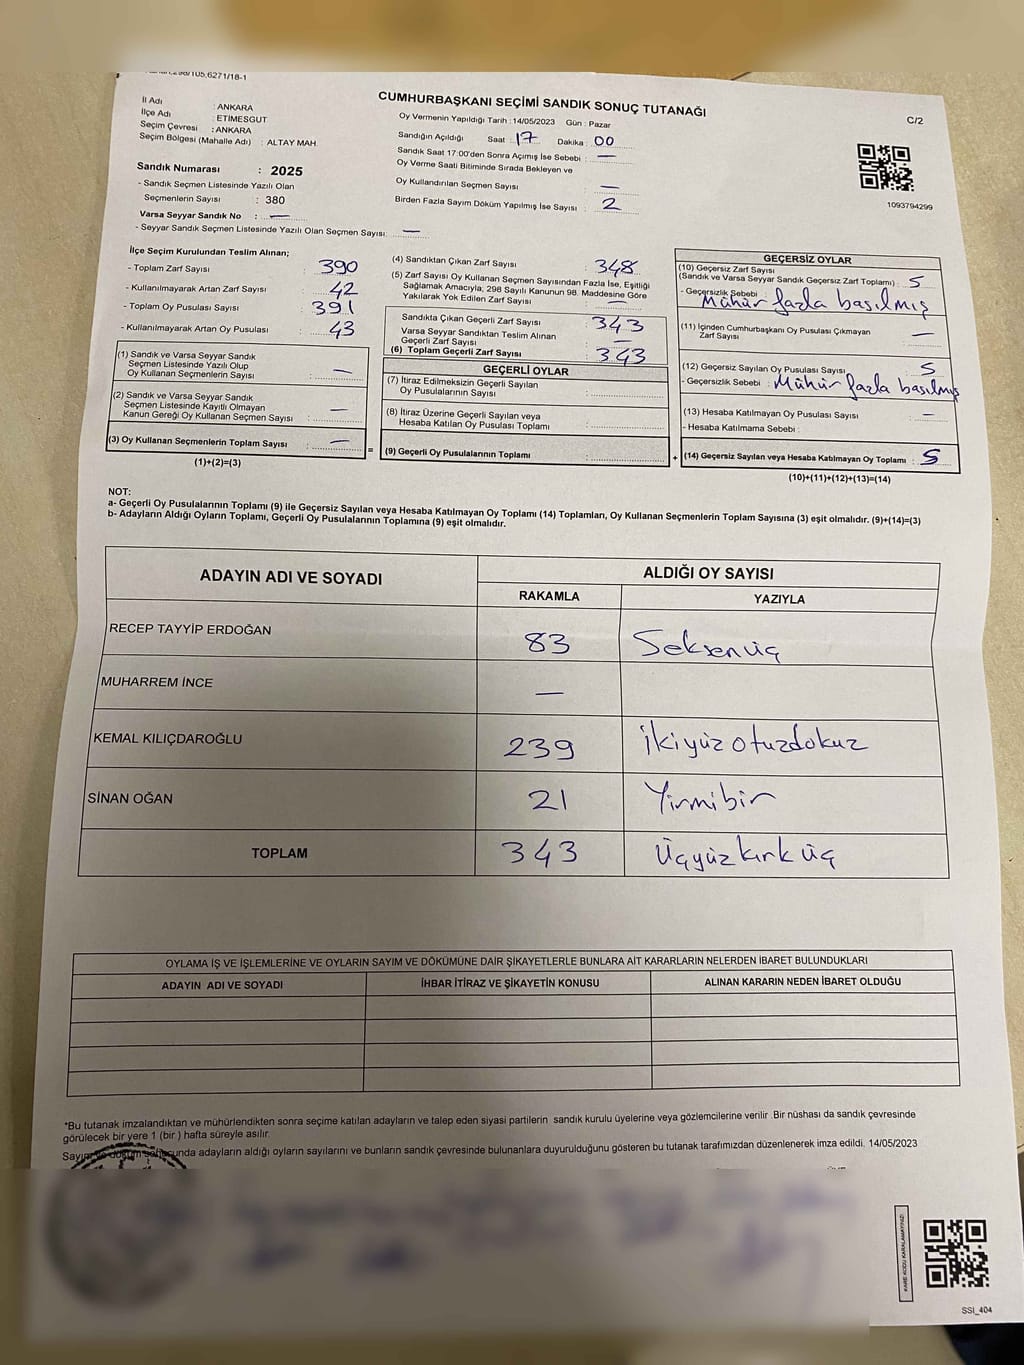 CUMHURBAŞKANI SEÇİMİ SANDIK SONUÇ TUTANAĞI
C/2
İl Adı : ANKARA
İlçe Adı : ETIMESGUT
Seçim Çevresi : ANKARA
Seçim Bölgesi (Mahalle Adı) : ALTAY MAH.
Oy Vermenin Yapıldığı Tarih : 14/05/2023 Gün : Pazar
Sandığın Açıldığı Saat : 17 Dakika : 00
Sandık Saat 17:00'den Sonra Açımış İse Sebebi : —
Oy Verme Saati Bitiminde Sırada Bekleyen ve
Oy Kullandırılan Seçmen Sayısı : —
Birden Fazla Sayım Döküm Yapılmış İse Sayısı : 2
1093794299
Sandık Numarası : 2025
- Sandık Seçmen Listesinde Yazılı Olan
Seçmenlerin Sayısı : 380
Varsa Seyyar Sandık No : —
- Seyyar Sandık Seçmen Listesinde Yazılı Olan Seçmen Sayısı: —
İlçe Seçim Kurulundan Teslim Alınan;
- Toplam Zarf Sayısı : 390
- Kullanılmayarak Artan Zarf Sayısı : 42
- Toplam Oy Pusulası Sayısı : 391
- Kullanılmayarak Artan Oy Pusulası : 43
(1) Sandık ve Varsa Seyyar Sandık
Seçmen Listesinde Yazılı Olup
Oy Kullanan Seçmenlerin Sayısı : —
(2) Sandık ve Varsa Seyyar Sandık
Seçmen Listesinde Kayıtlı Olmayan
Kanun Gereği Oy Kullanan Seçmen Sayısı : —
(3) Oy Kullanan Seçmenlerin Toplam Sayısı : —
(1)+(2)=(3)
(4) Sandıktan Çıkan Zarf Sayısı : 348
(5) Zarf Sayısı Oy Kullanan Seçmen Sayısından Fazla İse, Eşitliği
Sağlamak Amacıyla, 298 Sayılı Kanunun 98. Maddesine Göre
Yakılarak Yok Edilen Zarf Sayısı : —
Sandıkta Çıkan Geçerli Zarf Sayısı : 343
Varsa Seyyar Sandıktan Teslim Alınan
Geçerli Zarf Sayısı : —
(6) Toplam Geçerli Zarf Sayısı : 343
GEÇERLİ OYLAR
(7) İtiraz Edilmeksizin Geçerli Sayılan
Oy Pusulalarının Sayısı :
(8) İtiraz Üzerine Geçerli Sayılan veya
Hesaba Katılan Oy Pusulası Toplamı :
= (9) Geçerli Oy Pusulalarının Toplamı :
GEÇERSİZ OYLAR
(10) Geçersiz Zarf Sayısı
(Sandık ve Varsa Seyyar Sandık Geçersiz Zarf Toplamı) : 5
- Geçersizlik Sebebi : Mühür fazla basılmış
(11) İçinden Cumhurbaşkanı Oy Pusulası Çıkmayan
Zarf Sayısı : —
(12) Geçersiz Sayılan Oy Pusulası Sayısı : 5
- Geçersizlik Sebebi : Mühür fazla basılmış
(13) Hesaba Katılmayan Oy Pusulası Sayısı : —
- Hesaba Katılmama Sebebi :
+ (14) Geçersiz Sayılan veya Hesaba Katılmayan Oy Toplamı : 5
(10)+(11)+(12)+(13)=(14)
NOT:
a- Geçerli Oy Pusulalarının Toplamı (9) ile Geçersiz Sayılan veya Hesaba Katılmayan Oy Toplamı (14) Toplamları, Oy Kullanan Seçmenlerin Toplam Sayısına (3) eşit olmalıdır. (9)+(14)=(3)
b- Adayların Aldığı Oyların Toplamı, Geçerli Oy Pusulalarının Toplamına (9) eşit olmalıdır.
ADAYIN ADI VE SOYADI ALDIĞI OY SAYISI
RAKAMLA YAZIYLA
RECEP TAYYİP ERDOĞAN 83 Seksenüç
MUHARREM İNCE —
KEMAL KILIÇDAROĞLU 239 İkiyüzotuzdokuz
SİNAN OĞAN 21 Yirmibir
TOPLAM 343 Üçyüzkırküç
OYLAMA İŞ VE İŞLEMLERİNE VE OYLARIN SAYIM VE DÖKÜMÜNE DAİR ŞİKAYETLERLE BUNLARA AİT KARARLARIN NELERDEN İBARET BULUNDUKLARI
ADAYIN ADI VE SOYADI İHBAR İTİRAZ VE ŞİKAYETİN KONUSU ALINAN KARARIN NEDEN İBARET OLDUĞU
*Bu tutanak imzalandıktan ve mühürlendikten sonra seçime katılan adayların ve talep eden siyasi partilerin sandık kurulu üyelerine veya gözlemcilerine verilir. Bir nüshası da sandık çevresinde
görülecek bir yere 1 (bir ) hafta süreyle asılır.
adayların aldığı oyların sayılarını ve bunların sandık çevresinde bulunanlara duyurulduğunu gösteren bu tutanak tarafımızdan düzenlenerek imza edildi. 14/05/2023
KARE KODU KARALAMAYINIZ!
SSİ_404